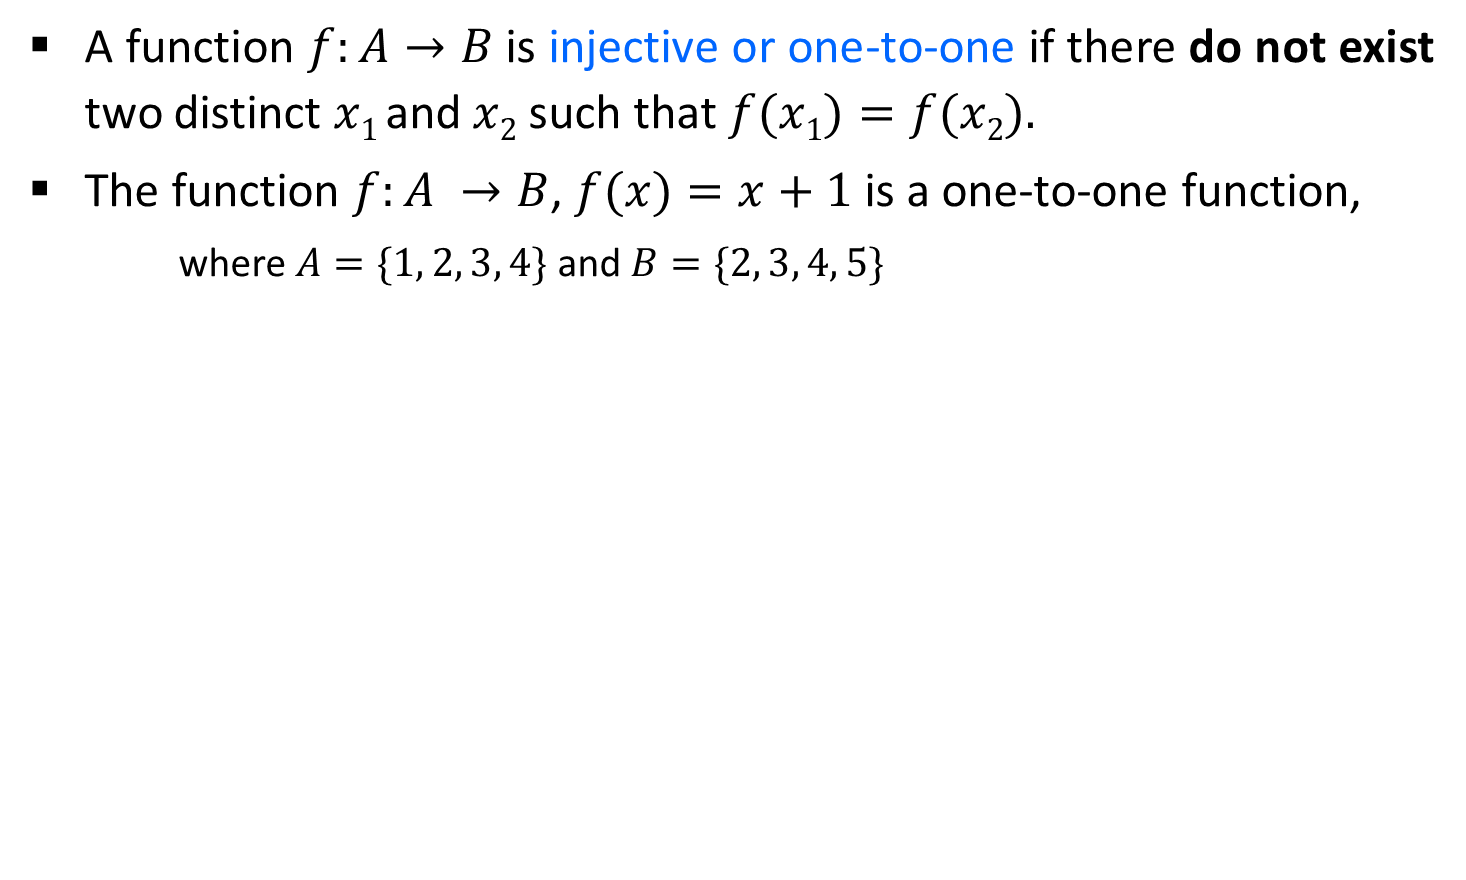 ▪ A function 𝑓: 𝐴 → 𝐵 is injective or one-to-one if there do not exist
two distinct 𝑥₁ and 𝑥₂ such that 𝑓(𝑥₁) = 𝑓(𝑥₂).
▪ The function 𝑓: 𝐴 → 𝐵, 𝑓(𝑥) = 𝑥 + 1 is a one-to-one function,
where 𝐴 = {1, 2, 3, 4} and 𝐵 = {2, 3, 4, 5}